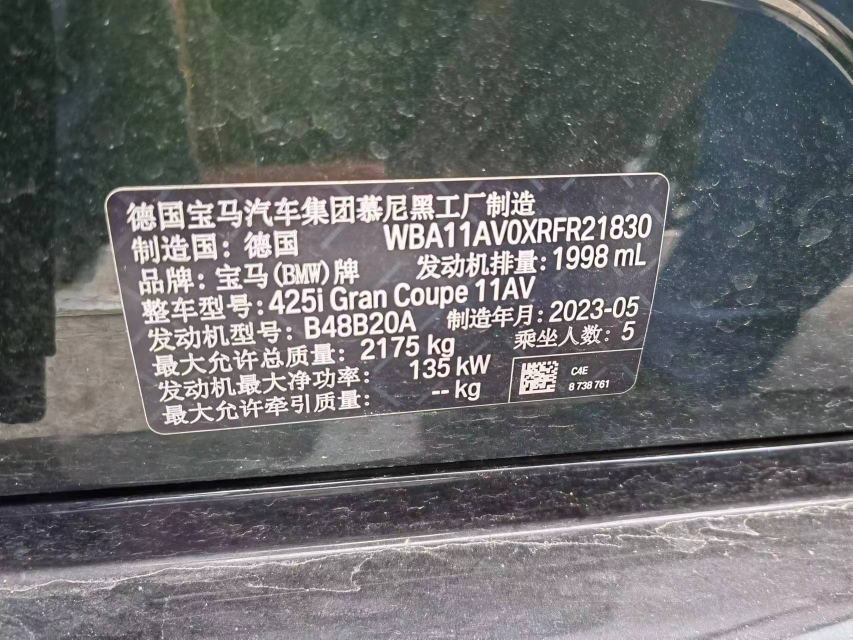 德国宝马汽车集团慕尼黑工厂制造
制造国：德国 WBA11AV0XRFR21830
品牌：宝马(BMW)牌 发动机排量：1998 mL
整车型号：425i Gran Coupe 11AV
发动机型号：B48B20A 制造年月：2023-05
最大允许总质量：2175 kg 乘坐人数：5
发动机最大净功率：135 kW
最大允许牵引质量：-- kg
C4E
8 738 761